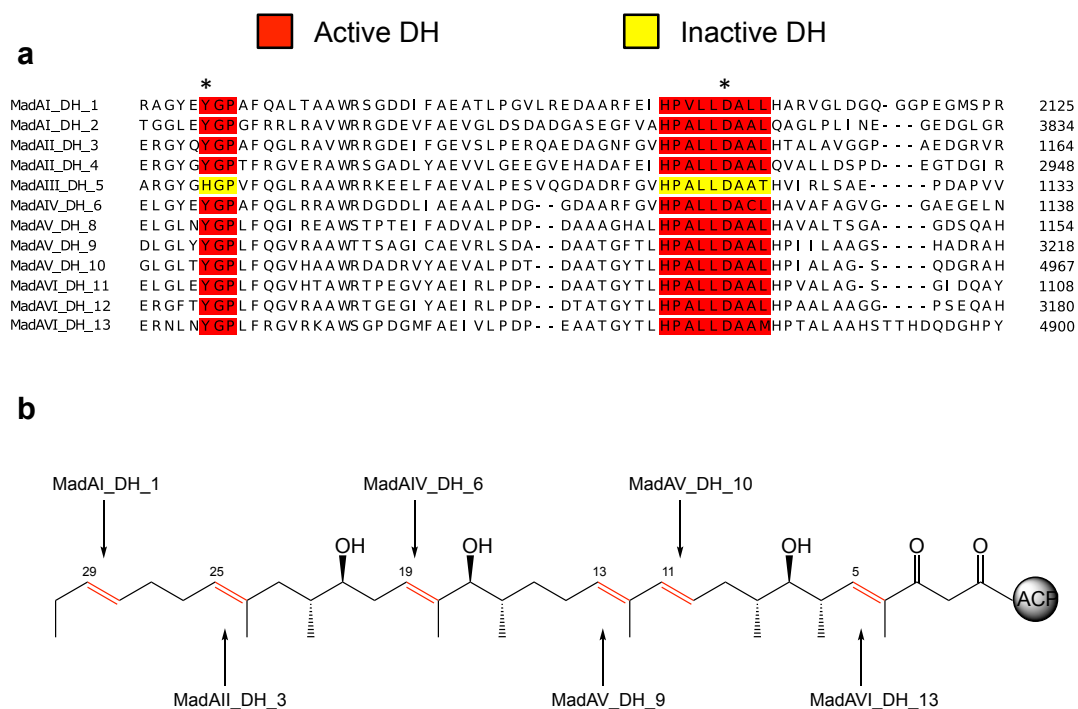 Active DH Inactive DH
a
* *
MadAI_DH_1 RAGYEYGPAFQALTAAWRSGDDIFAEATLPGVLREDAARFEIHPVLLDALLHARVGLDGQ-GGPEGMSPR 2125
MadAI_DH_2 TGGLEYGPGFRRLRAVWRRGDEVFAEVGLDSDADGASEGFVAHPALLDAALQAGLPLINE---GEDGLGR 3834
MadAII_DH_3 ERGYQYGPAFQGLRAVWRRDDEIFGEVSLPERQAEDAGNFGVHPALLDAALHTALAVGGP---AEDGRVR 1164
MadAII_DH_4 ERGYGYGPTFRGVERAWRSGADLYAEVVLGEEGVEHADAFEIHPALLDAALQVALLDSPD---EGTDGIR 2948
MadAIII_DH_5 ARGYGHGPVFQGLRAAWRRKEELFAEVALPESVQGDADRFGVHPALLDAATHVIRLSAE-----PDAPVV 1133
MadAIV_DH_6 ELGYEYGPAFQGLRRAWRDGDDLIAEAALPDG--GDAARFGVHPALLDACLHAVAFAGVG---GAEGELN 1138
MadAV_DH_8 ELGLNYGPLFQGIREAWSTPTEIFADVALPDP--DAAAGHALHPALLDAALHAVALTSGA----GDSQAH 1154
MadAV_DH_9 DLGLYYGPLFQGVRAAWTTSAGICAEVRLSDA--DAATGFTLHPALLDAALHPIILAAGS----HADRAH 3218
MadAV_DH_10 GLGLTYGPLFQGVHAAWRDADRVYAEVALPDT--DAATGYTLHPALLDAALHPIALAG-S----QDGRAH 4967
MadAVI_DH_11 ELGLEYGPLFQGVHTAWRTPEGVYAEIRLPDP--DAATGYTLHPALLDAALHPVALAG-S----GIDQAY 1108
MadAVI_DH_12 ERGFTYGPLFQGVRAAWRTGEGIYAEIRLPDP--DTATGYTLHPALLDAALHPAALAAGG----PSEQAH 3180
MadAVI_DH_13 ERNLNYGPLFRGVRKAWSGPDGMFAEIVLPDP--EAATGYTLHPALLDAAMHPTALAAHSTTHDQDGHPY 4900
b
MadAI_DH_1 MadAIV_DH_6 MadAV_DH_10
OH OH OH O O
29 25 19 13 11 5
ACP
MadAII_DH_3 MadAV_DH_9 MadAVI_DH_13